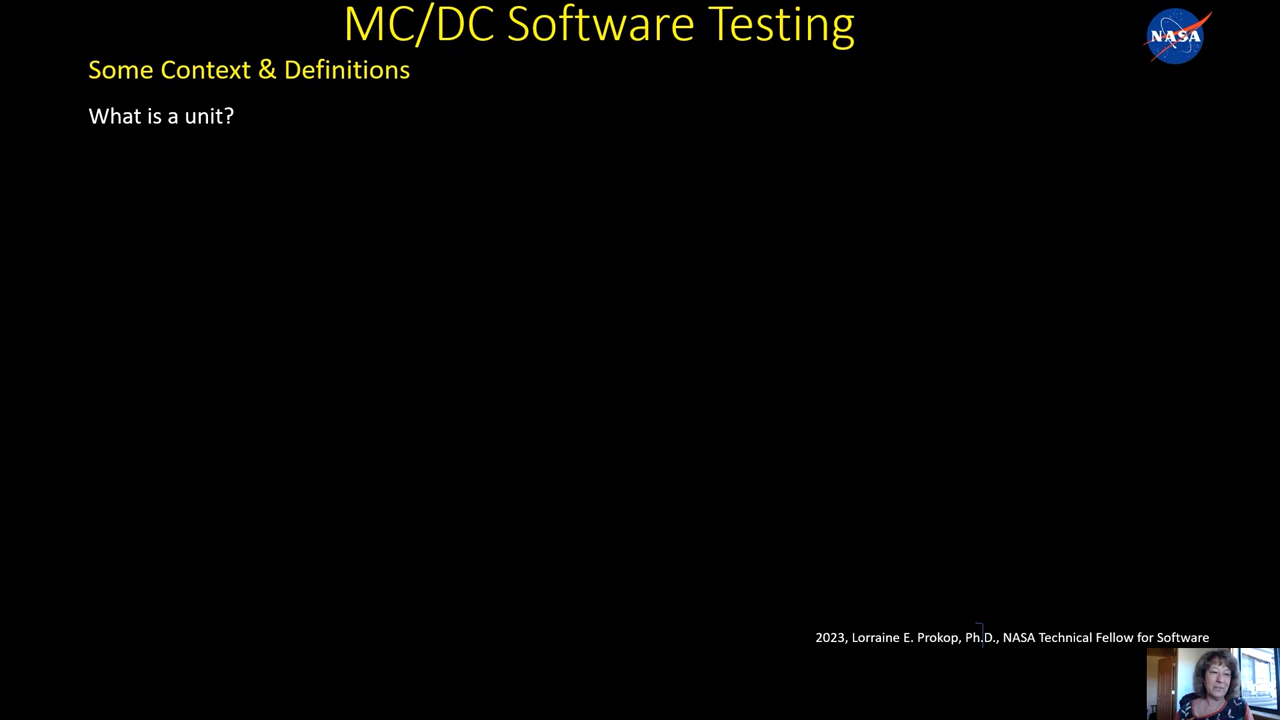 MC/DC Software Testing
NASA
Some Context & Definitions
What is a unit?
2023, Lorraine E. Prokop, Ph.D., NASA Technical Fellow for Software